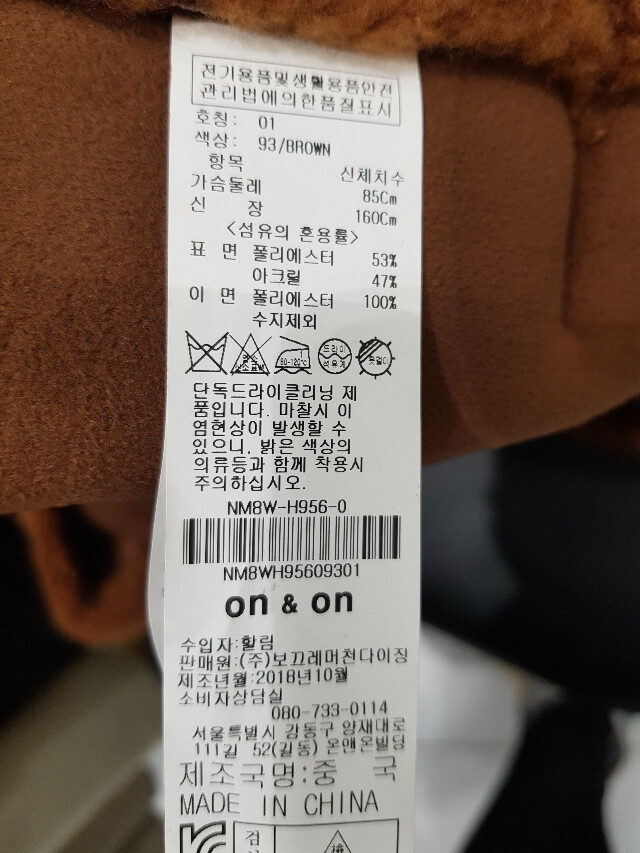 전기용품및생활용품안전
관리법에의한품질표시
호칭: 01
색상: 93/BROWN
항목 신체치수
가슴둘레 85Cm
신 장 160Cm
<섬유의 혼용률>
표 면 폴리에스터 53%
아크릴 47%
이 면 폴리에스터 100%
수지제외
80-120℃ 드라이 옷걸이
단독드라이클리닝 제
품입니다. 마찰시 이
염현상이 발생할 수
있으니, 밝은 색상의
의류등과 함께 착용시
주의하십시오.
NM8W-H956-0
NM8WH95609301
on & on
수입자:할림
판매원:(주)보끄레머천다이징
제조년월:2018년10월
소비자상담실
080-733-0114
서울특별시 강동구 양재대로
111길 52(길동) 온앤온빌딩
제조국명:중 국
MADE IN CHINA
검